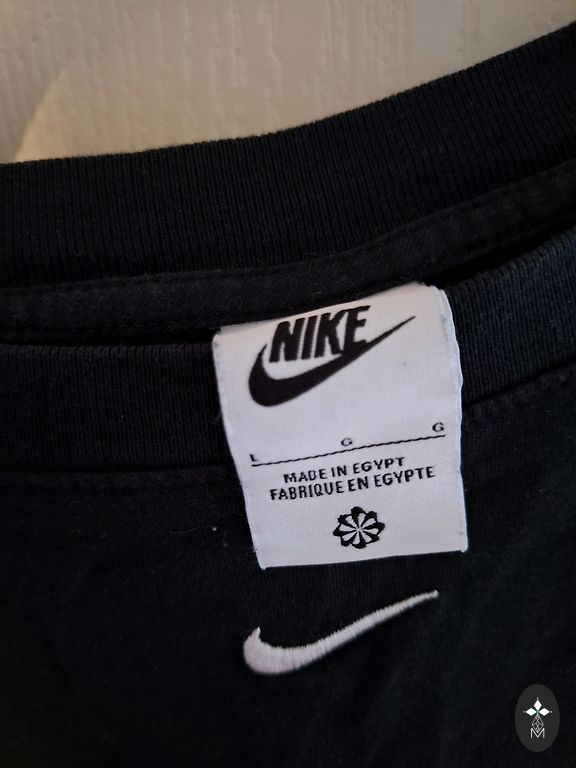 NIKE
L G G
MADE IN EGYPT
FABRIQUE EN EGYPTE
M